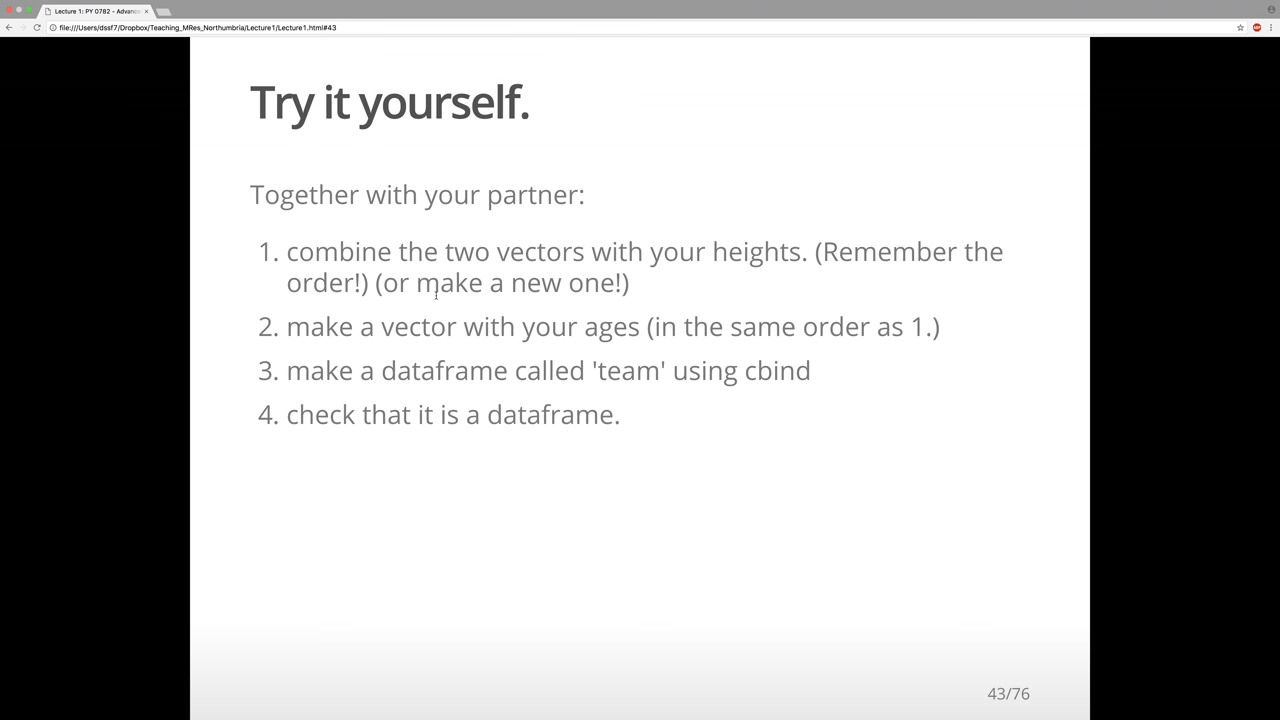 Lecture 1: PY 0782 - Advanc
file:///Users/dssf7/Dropbox/Teaching_MRes_Northumbria/Lecture1/Lecture1.html#43
Try it yourself.
Together with your partner:
1. combine the two vectors with your heights. (Remember the
order!) (or make a new one!)
2. make a vector with your ages (in the same order as 1.)
3. make a dataframe called 'team' using cbind
4. check that it is a dataframe.
43/76